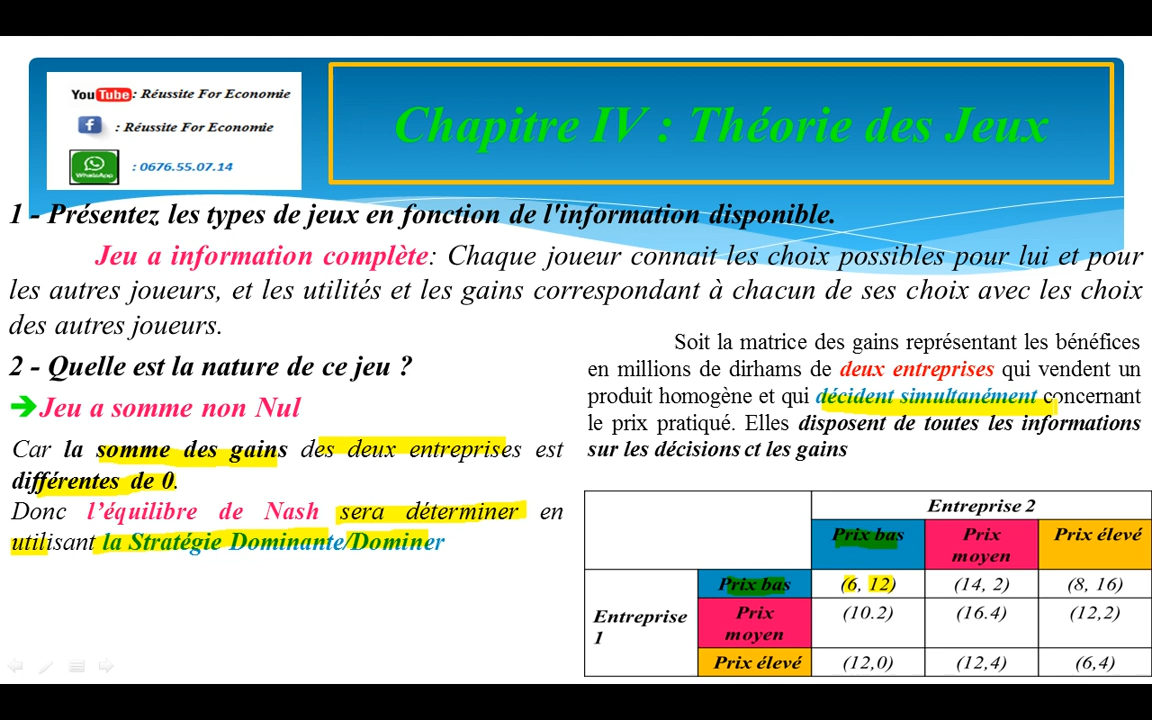 You Tube : Réussite For Economie
f : Réussite For Economie
WhatsApp : 0676.55.07.14
Chapitre IV : Théorie des Jeux
1 - Présentez les types de jeux en fonction de l'information disponible.
Jeu a information complète: Chaque joueur connait les choix possibles pour lui et pour
les autres joueurs, et les utilités et les gains correspondant à chacun de ses choix avec les choix
des autres joueurs.
2 - Quelle est la nature de ce jeu ?
Jeu a somme non Nul
Car la somme des gains des deux entreprises est
différentes de 0.
Donc l’équilibre de Nash sera déterminer en
utilisant la Stratégie Dominante/Dominer
Soit la matrice des gains représentant les bénéfices
en millions de dirhams de deux entreprises qui vendent un
produit homogène et qui décident simultanément concernant
le prix pratiqué. Elles disposent de toutes les informations
sur les décisions et les gains
Entreprise 2
Prix bas Prix moyen Prix élevé
Entreprise 1
Prix bas (6, 12) (14, 2) (8, 16)
Prix moyen (10.2) (16.4) (12,2)
Prix élevé (12,0) (12,4) (6,4)